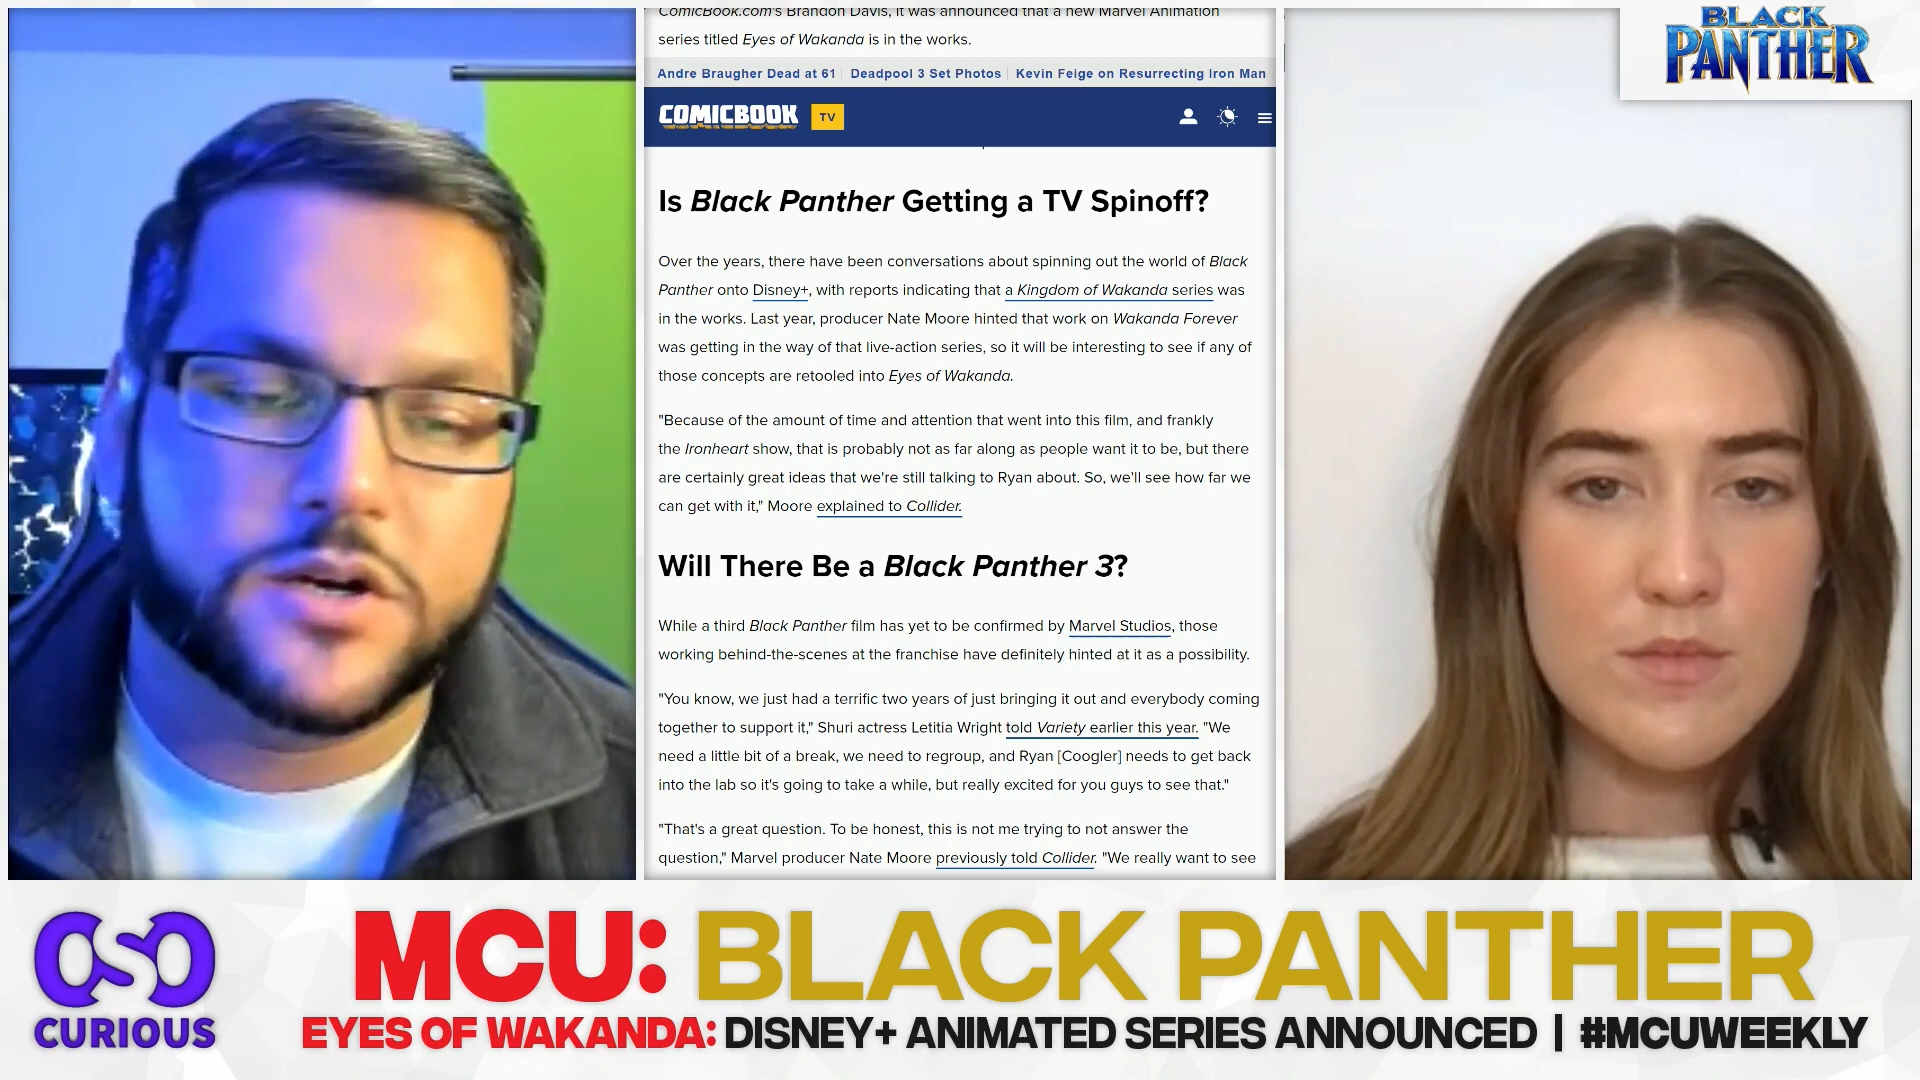 ComicBook.com's Brandon Davis, it was announced that a new Marvel Animation
series titled Eyes of Wakanda is in the works.
Andre Braugher Dead at 61 Deadpool 3 Set Photos Kevin Feige on Resurrecting Iron Man
COMICBOOK TV
Is Black Panther Getting a TV Spinoff?
Over the years, there have been conversations about spinning out the world of Black
Panther onto Disney+, with reports indicating that a Kingdom of Wakanda series was
in the works. Last year, producer Nate Moore hinted that work on Wakanda Forever
was getting in the way of that live-action series, so it will be interesting to see if any of
those concepts are retooled into Eyes of Wakanda.
"Because of the amount of time and attention that went into this film, and frankly
the Ironheart show, that is probably not as far along as people want it to be, but there
are certainly great ideas that we're still talking to Ryan about. So, we'll see how far we
can get with it," Moore explained to Collider.
Will There Be a Black Panther 3?
While a third Black Panther film has yet to be confirmed by Marvel Studios, those
working behind-the-scenes at the franchise have definitely hinted at it as a possibility.
"You know, we just had a terrific two years of just bringing it out and everybody coming
together to support it," Shuri actress Letitia Wright told Variety earlier this year. "We
need a little bit of a break, we need to regroup, and Ryan [Coogler] needs to get back
into the lab so it's going to take a while, but really excited for you guys to see that."
"That's a great question. To be honest, this is not me trying to not answer the
question," Marvel producer Nate Moore previously told Collider. "We really want to see
BLACK
PANTHER
CURIOUS
MCU: BLACK PANTHER
EYES OF WAKANDA: DISNEY+ ANIMATED SERIES ANNOUNCED | #MCUWEEKLY